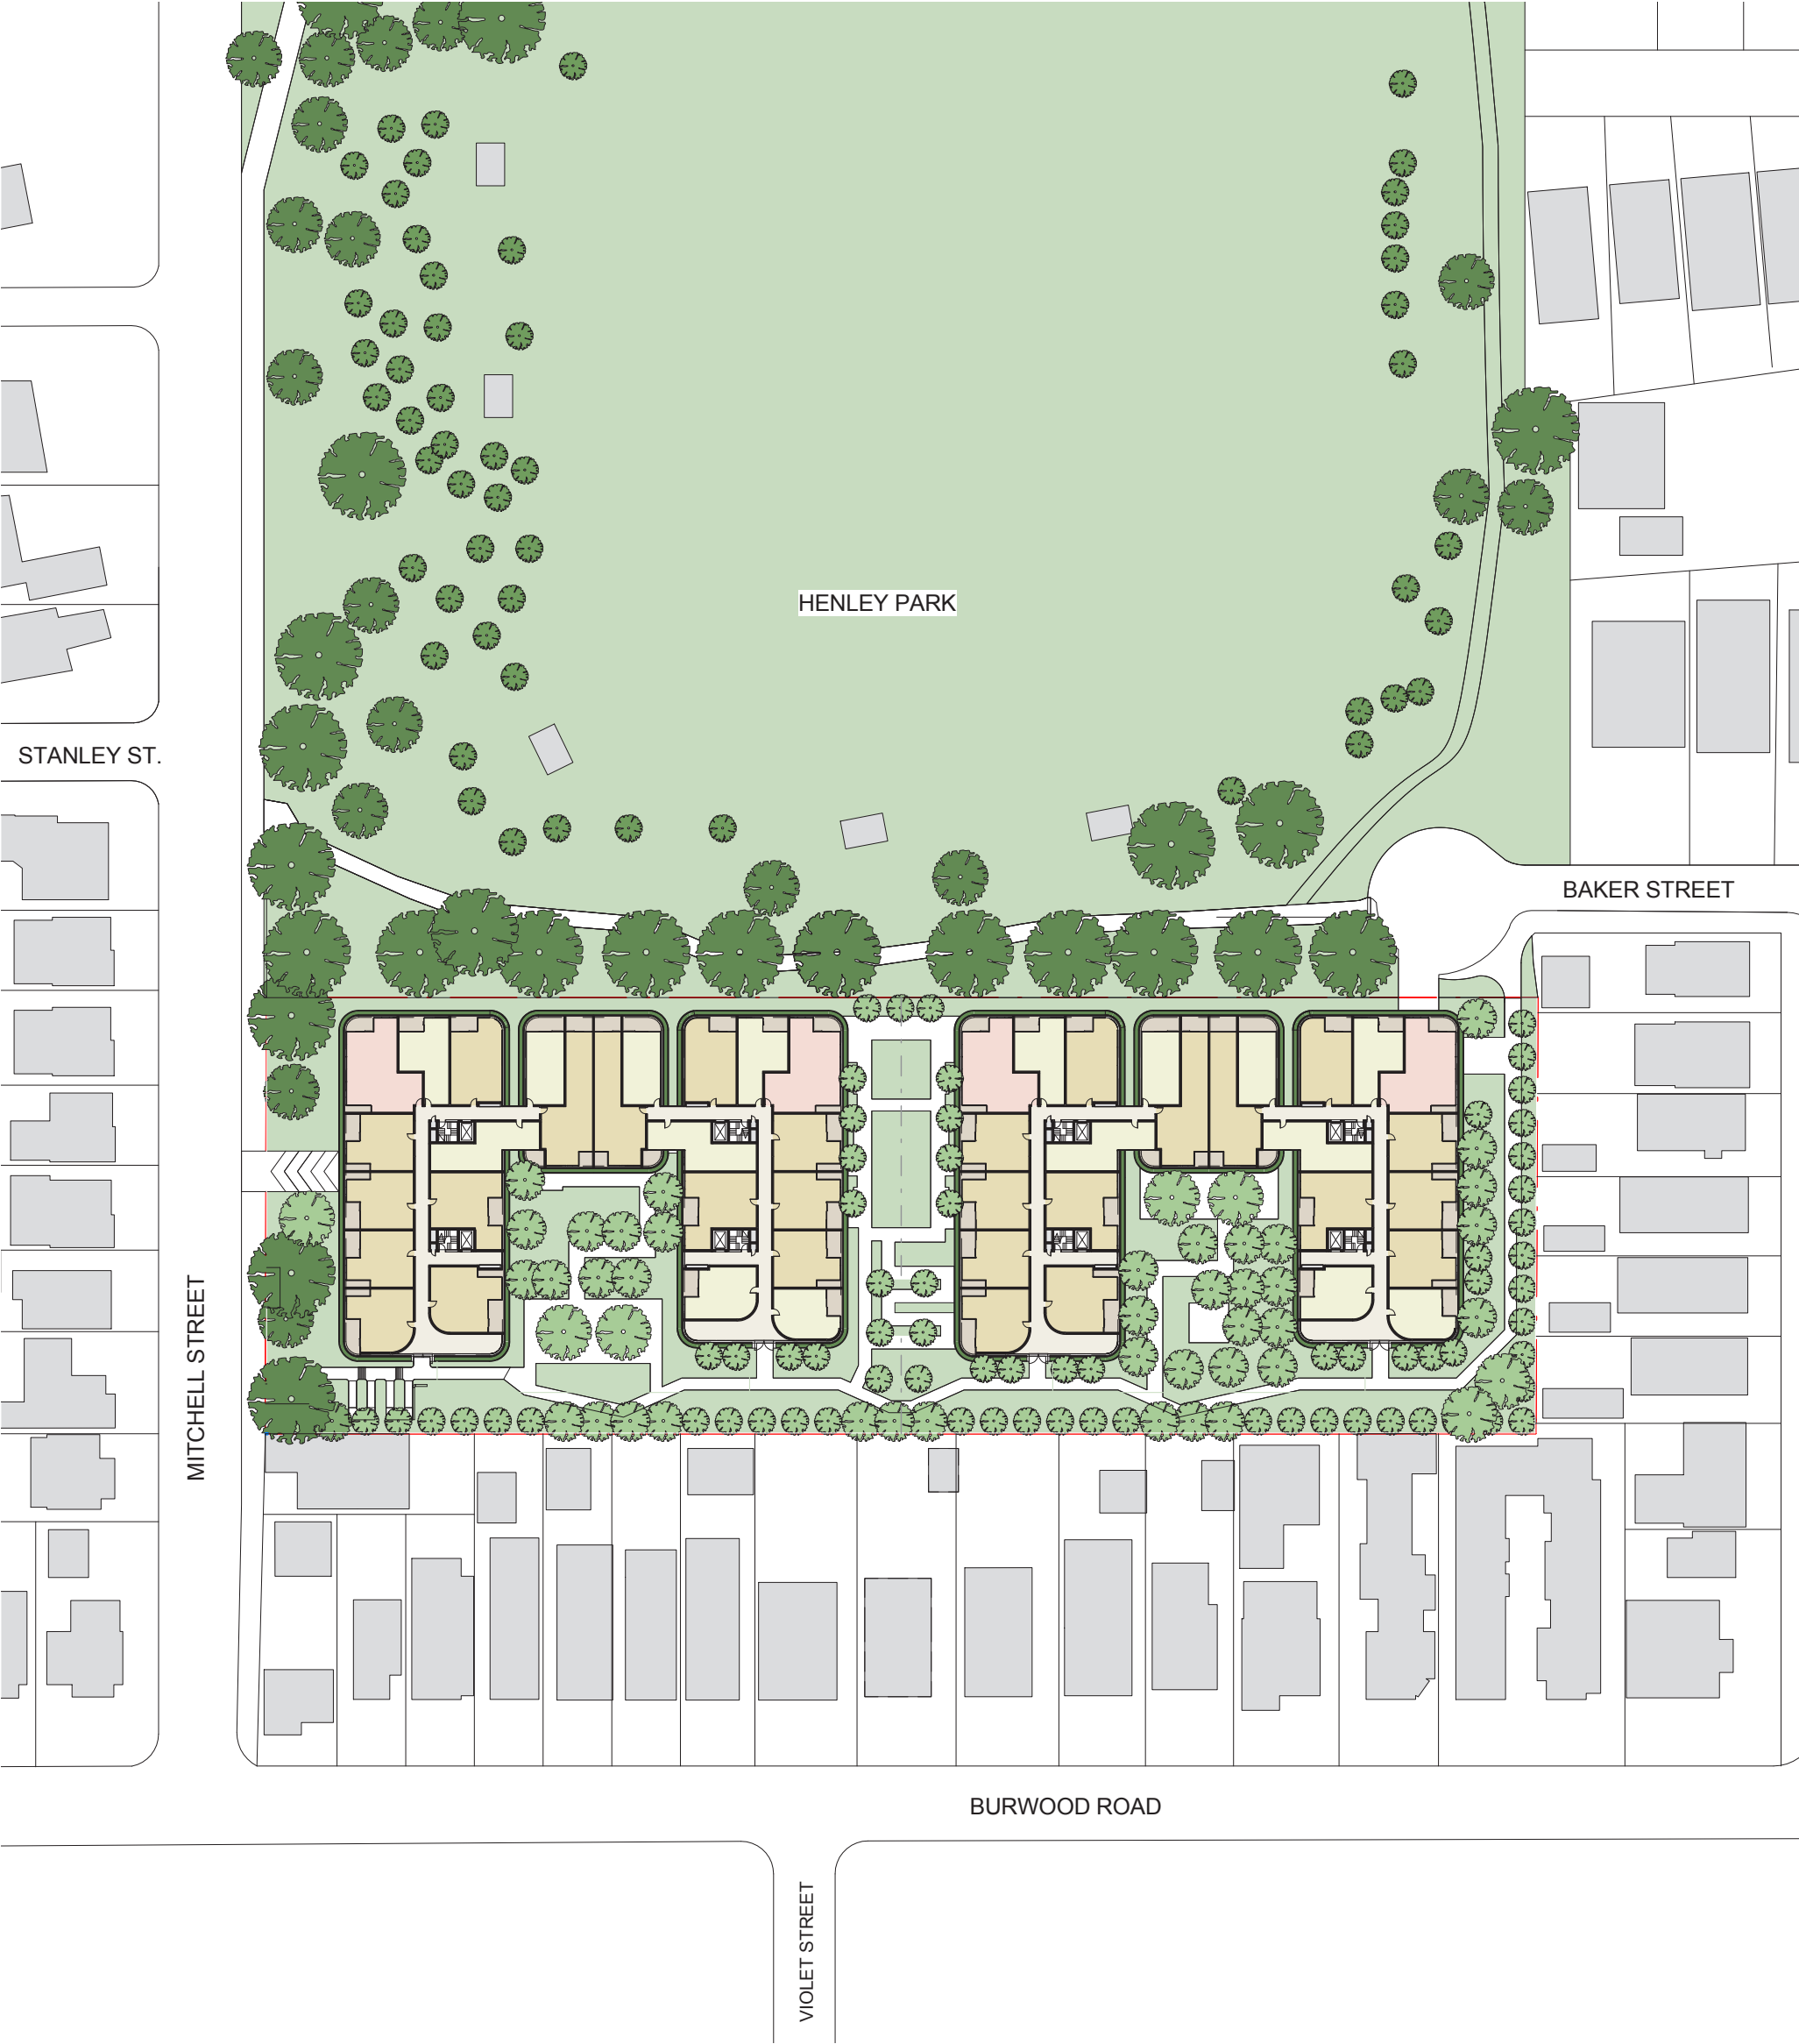 HENLEY PARK
STANLEY ST.
BAKER STREET
MITCHELL STREET
BURWOOD ROAD
VIOLET STREET